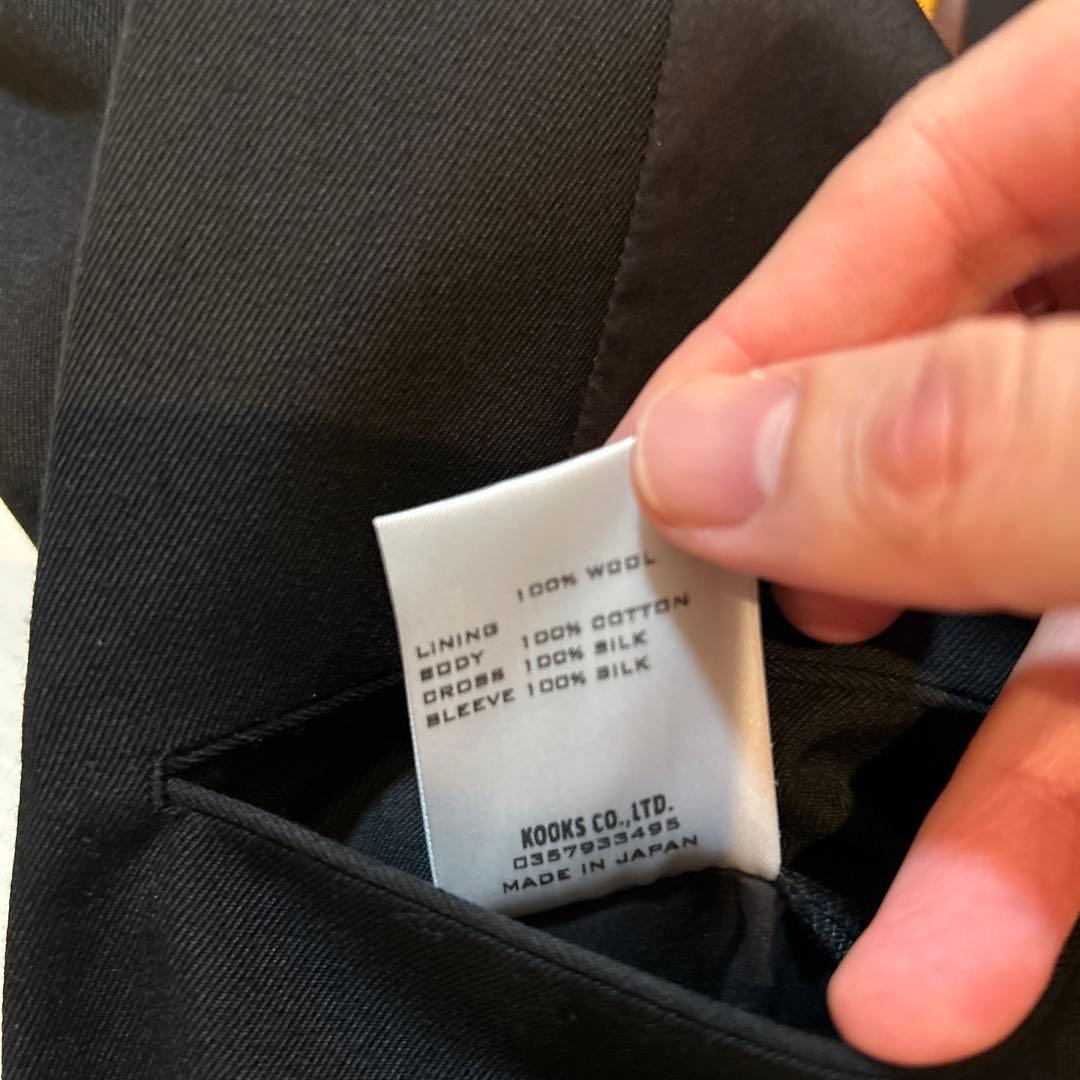 100% WOOL
LINING
BODY 100% COTTON
CROSS 100% SILK
SLEEVE 100% SILK
KOOKS CO.,LTD.
0357933495
MADE IN JAPAN